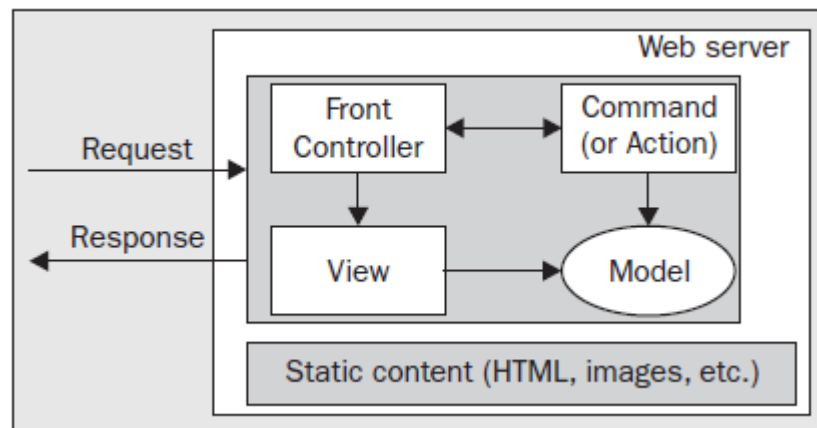 Web server
Front
Controller
Command
(or Action)
Request
Response
View
Model
Static content (HTML, images, etc.)